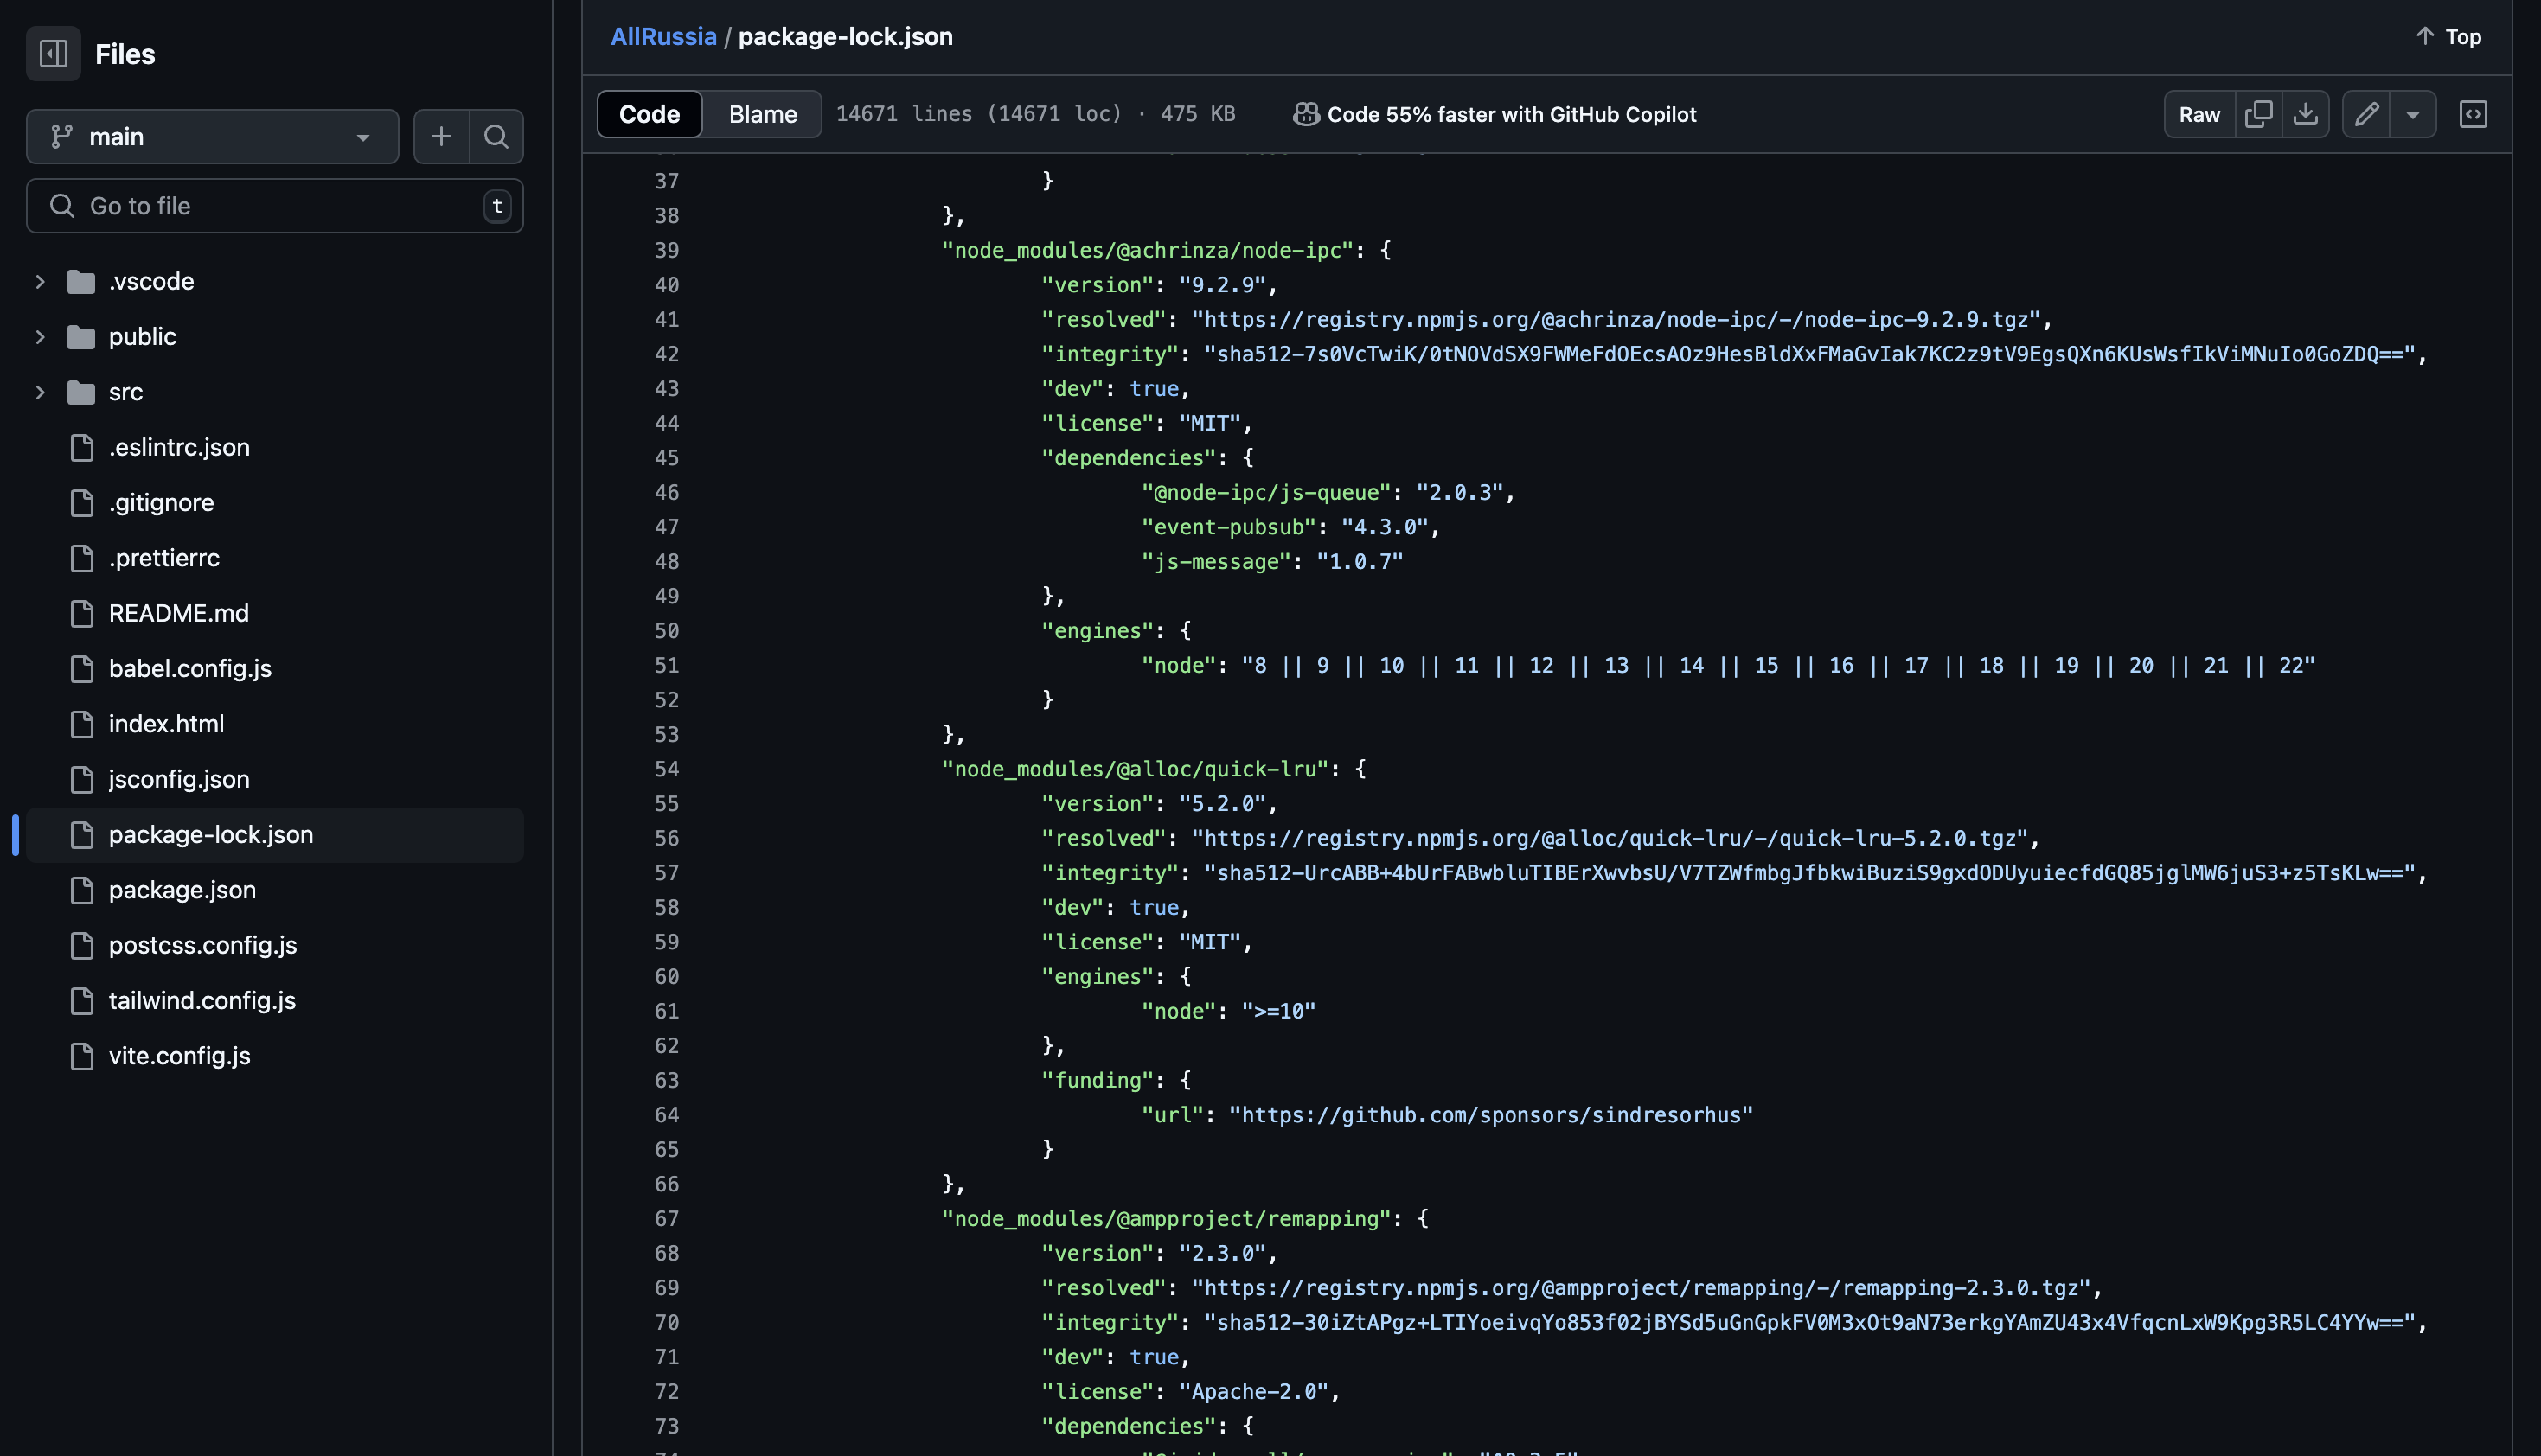 Files
main
Go to file
t
.vscode
public
src
.eslintrc.json
.gitignore
.prettierrc
README.md
babel.config.js
index.html
jsconfig.json
package-lock.json
package.json
postcss.config.js
tailwind.config.js
vite.config.js
AllRussia / package-lock.json
Top
Code Blame 14671 lines (14671 loc) · 475 KB Code 55% faster with GitHub Copilot Raw
37 }
38 },
39 "node_modules/@achrinza/node-ipc": {
40 "version": "9.2.9",
41 "resolved": "https://registry.npmjs.org/@achrinza/node-ipc/-/node-ipc-9.2.9.tgz",
42 "integrity": "sha512-7s0VcTwiK/0tNOVdSX9FWMeFdOEcsAOz9HesBldXxFMaGvIak7KC2z9tV9EgsQXn6KUsWsfIkViMNuIo0GoZDQ==",
43 "dev": true,
44 "license": "MIT",
45 "dependencies": {
46 "@node-ipc/js-queue": "2.0.3",
47 "event-pubsub": "4.3.0",
48 "js-message": "1.0.7"
49 },
50 "engines": {
51 "node": "8 || 9 || 10 || 11 || 12 || 13 || 14 || 15 || 16 || 17 || 18 || 19 || 20 || 21 || 22"
52 }
53 },
54 "node_modules/@alloc/quick-lru": {
55 "version": "5.2.0",
56 "resolved": "https://registry.npmjs.org/@alloc/quick-lru/-/quick-lru-5.2.0.tgz",
57 "integrity": "sha512-UrcABB+4bUrFABwbluTIBErXwvbsU/V7TZWfmbgJfbkwiBuziS9gxdODUyuiecfdGQ85jglMW6juS3+z5TsKLw==",
58 "dev": true,
59 "license": "MIT",
60 "engines": {
61 "node": ">=10"
62 },
63 "funding": {
64 "url": "https://github.com/sponsors/sindresorhus"
65 }
66 },
67 "node_modules/@ampproject/remapping": {
68 "version": "2.3.0",
69 "resolved": "https://registry.npmjs.org/@ampproject/remapping/-/remapping-2.3.0.tgz",
70 "integrity": "sha512-30iZtAPgz+LTIYoeivqYo853f02jBYSd5uGnGpkFV0M3xOt9aN73erkgYAmZU43x4VfqcnLxW9Kpg3R5LC4YYw==",
71 "dev": true,
72 "license": "Apache-2.0",
73 "dependencies": {